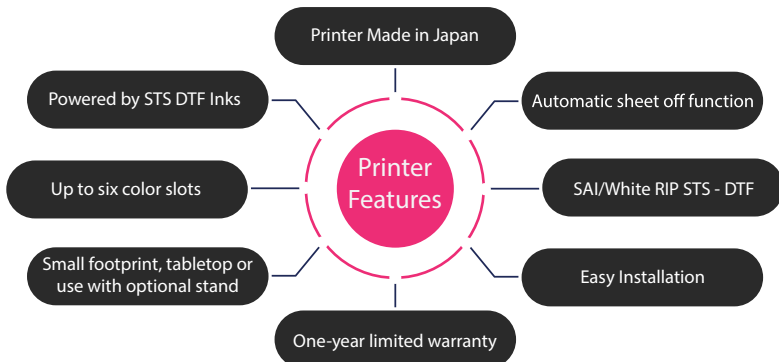 Printer Made in Japan
Powered by STS DTF Inks
Automatic sheet off function
Printer
Features
Up to six color slots
SAI/White RIP STS - DTF
Small footprint, tabletop or
use with optional stand
Easy Installation
One-year limited warranty